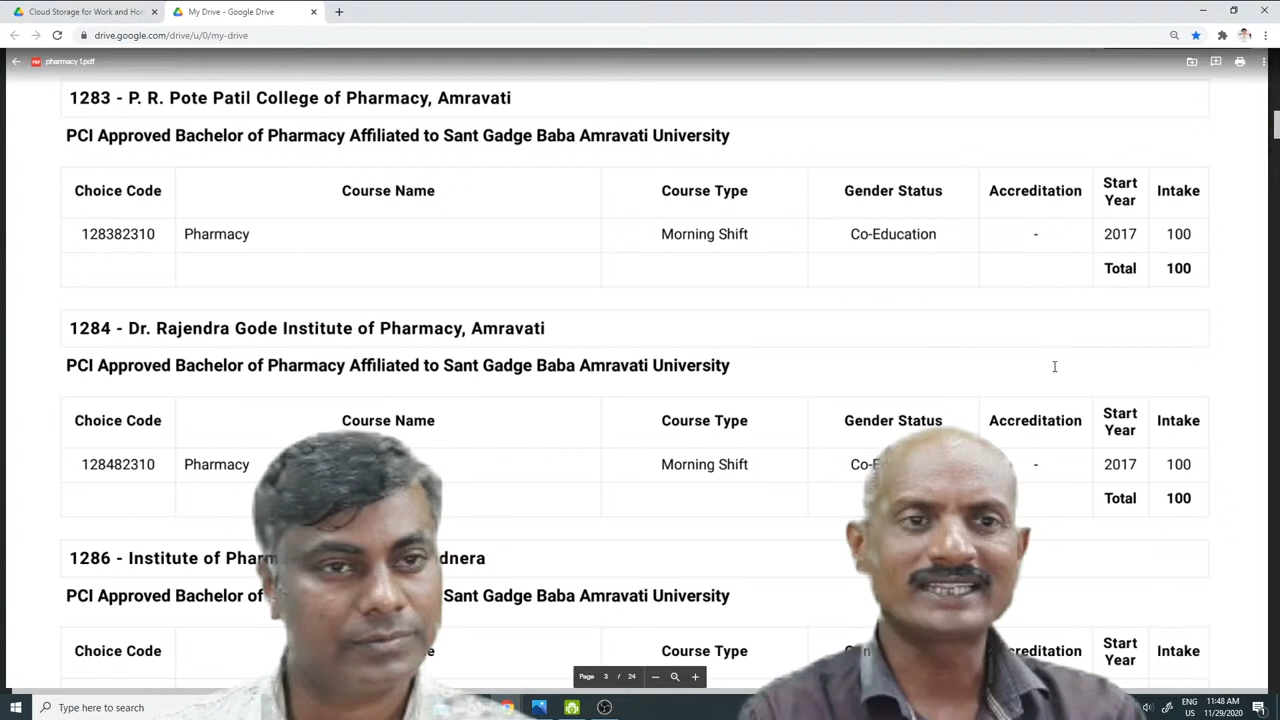 Cloud Storage for Work and Hom
My Drive - Google Drive
drive.google.com/drive/u/0/my-drive
pharmacy 1.pdf
1283 - P. R. Pote Patil College of Pharmacy, Amravati
PCI Approved Bachelor of Pharmacy Affiliated to Sant Gadge Baba Amravati University
Choice Code Course Name Course Type Gender Status Accreditation Start Year Intake
128382310 Pharmacy Morning Shift Co-Education - 2017 100
Total 100
1284 - Dr. Rajendra Gode Institute of Pharmacy, Amravati
PCI Approved Bachelor of Pharmacy Affiliated to Sant Gadge Baba Amravati University
Choice Code Course Name Course Type Gender Status Accreditation Start Year Intake
128482310 Pharmacy Morning Shift Co-E - 2017 100
Total 100
1286 - Institute of Pharm dnera
PCI Approved Bachelor of Sant Gadge Baba Amravati University
Choice Code Course Type Gender Status Accreditation Start Year Intake
Page 3 / 24
Type here to search
ENG
US
11:48 AM
11/29/2020